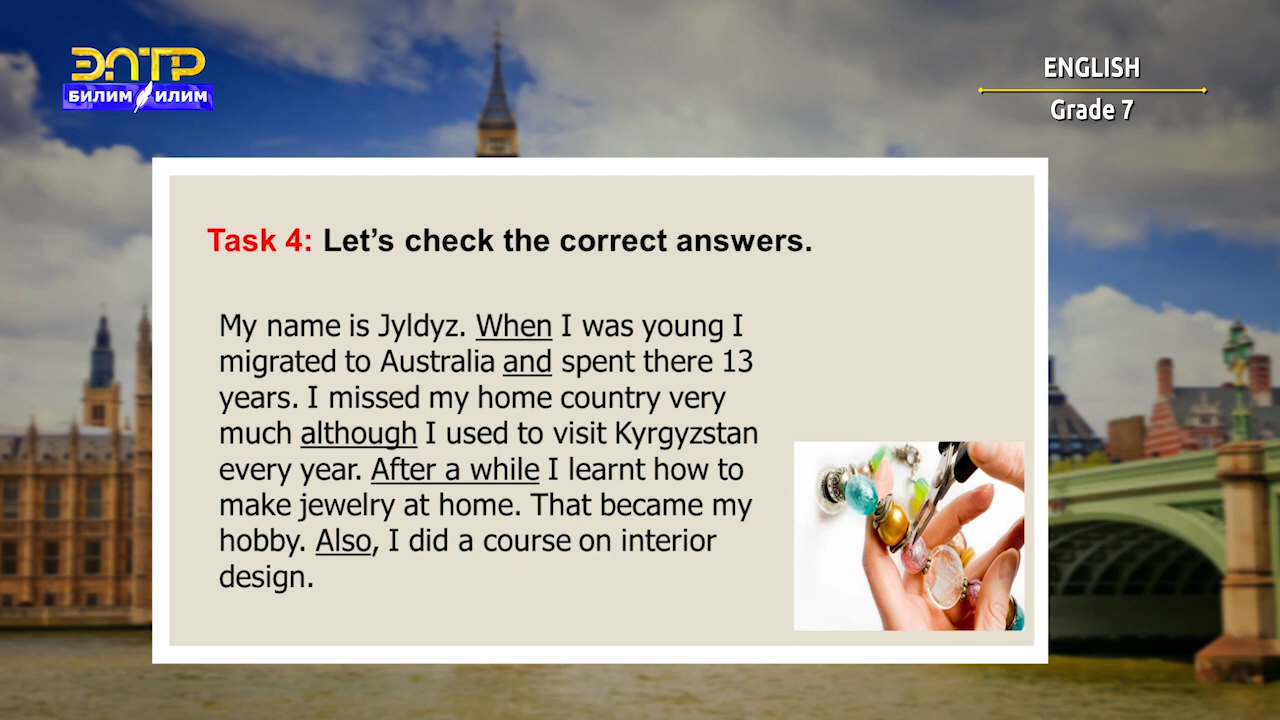 ЭЛТР
БИЛИМ ИЛИМ
ENGLISH
Grade 7
Task 4: Let’s check the correct answers.
My name is Jyldyz. When I was young I
migrated to Australia and spent there 13
years. I missed my home country very
much although I used to visit Kyrgyzstan
every year. After a while I learnt how to
make jewelry at home. That became my
hobby. Also, I did a course on interior
design.